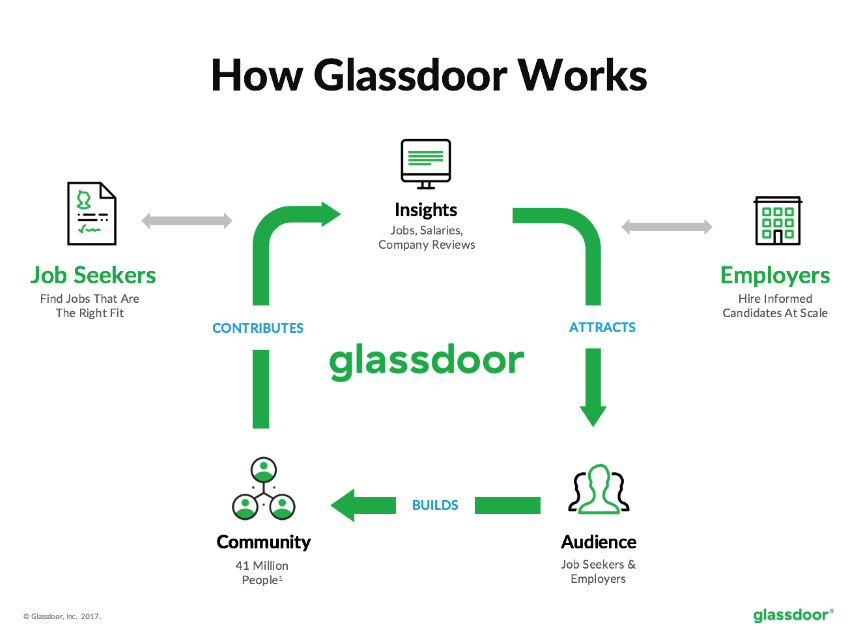 How Glassdoor Works
Insights
Jobs, Salaries,
Company Reviews
Job Seekers
Find Jobs That Are
The Right Fit
Employers
Hire Informed
Candidates At Scale
CONTRIBUTES
ATTRACTS
glassdoor
BUILDS
Community
41 Million
People¹
Audience
Job Seekers &
Employers
© Glassdoor, Inc. 2017.
glassdoor®